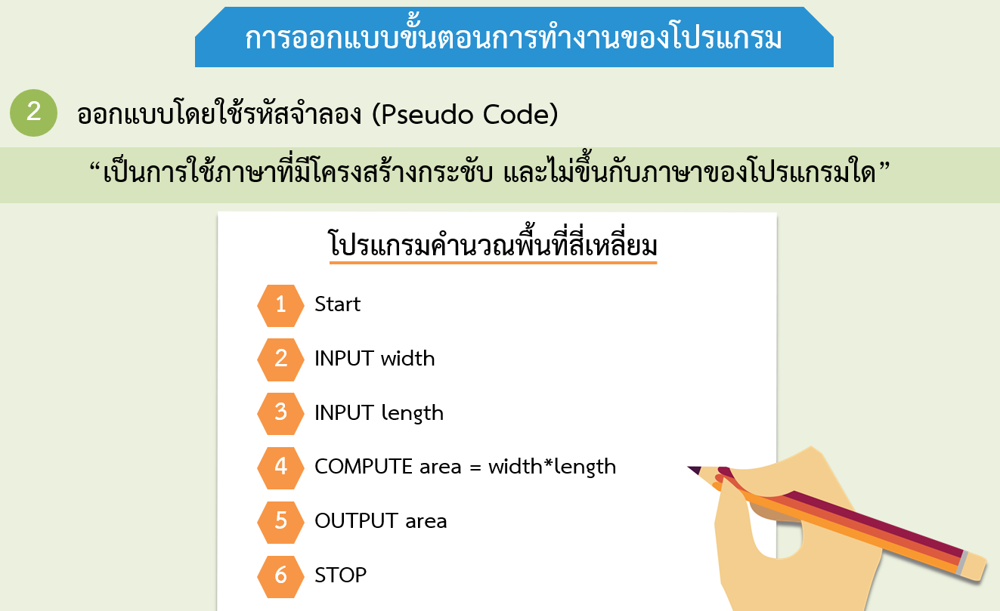 การออกแบบขั้นตอนการทำงานของโปรแกรม
2 ออกแบบโดยใช้รหัสจำลอง (Pseudo Code)
“เป็นการใช้ภาษาที่มีโครงสร้างกระชับ และไม่ขึ้นกับภาษาของโปรแกรมใด”
โปรแกรมคำนวณพื้นที่สี่เหลี่ยม
1 Start
2 INPUT width
3 INPUT length
4 COMPUTE area = width*length
5 OUTPUT area
6 STOP